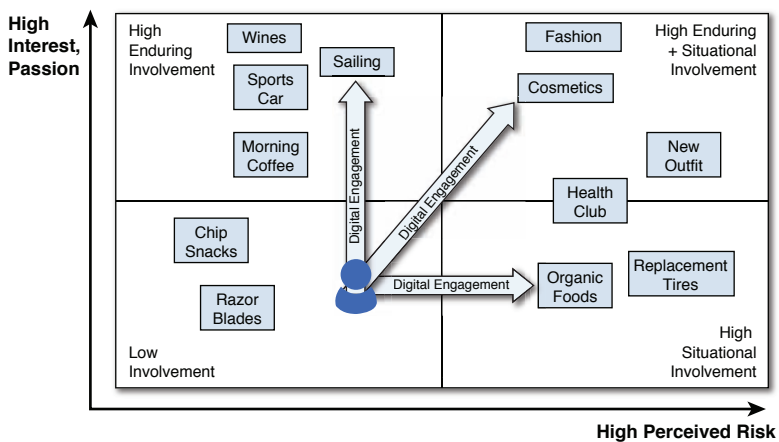 High
Interest,
Passion
High
Enduring
Involvement
Wines
Sailing
Sports
Car
Morning
Coffee
Fashion
High Enduring
+ Situational
Involvement
Cosmetics
New
Outfit
Health
Club
Digital Engagement
Digital Engagement
Digital Engagement
Chip
Snacks
Razor
Blades
Low
Involvement
Organic
Foods
Replacement
Tires
High
Situational
Involvement
High Perceived Risk